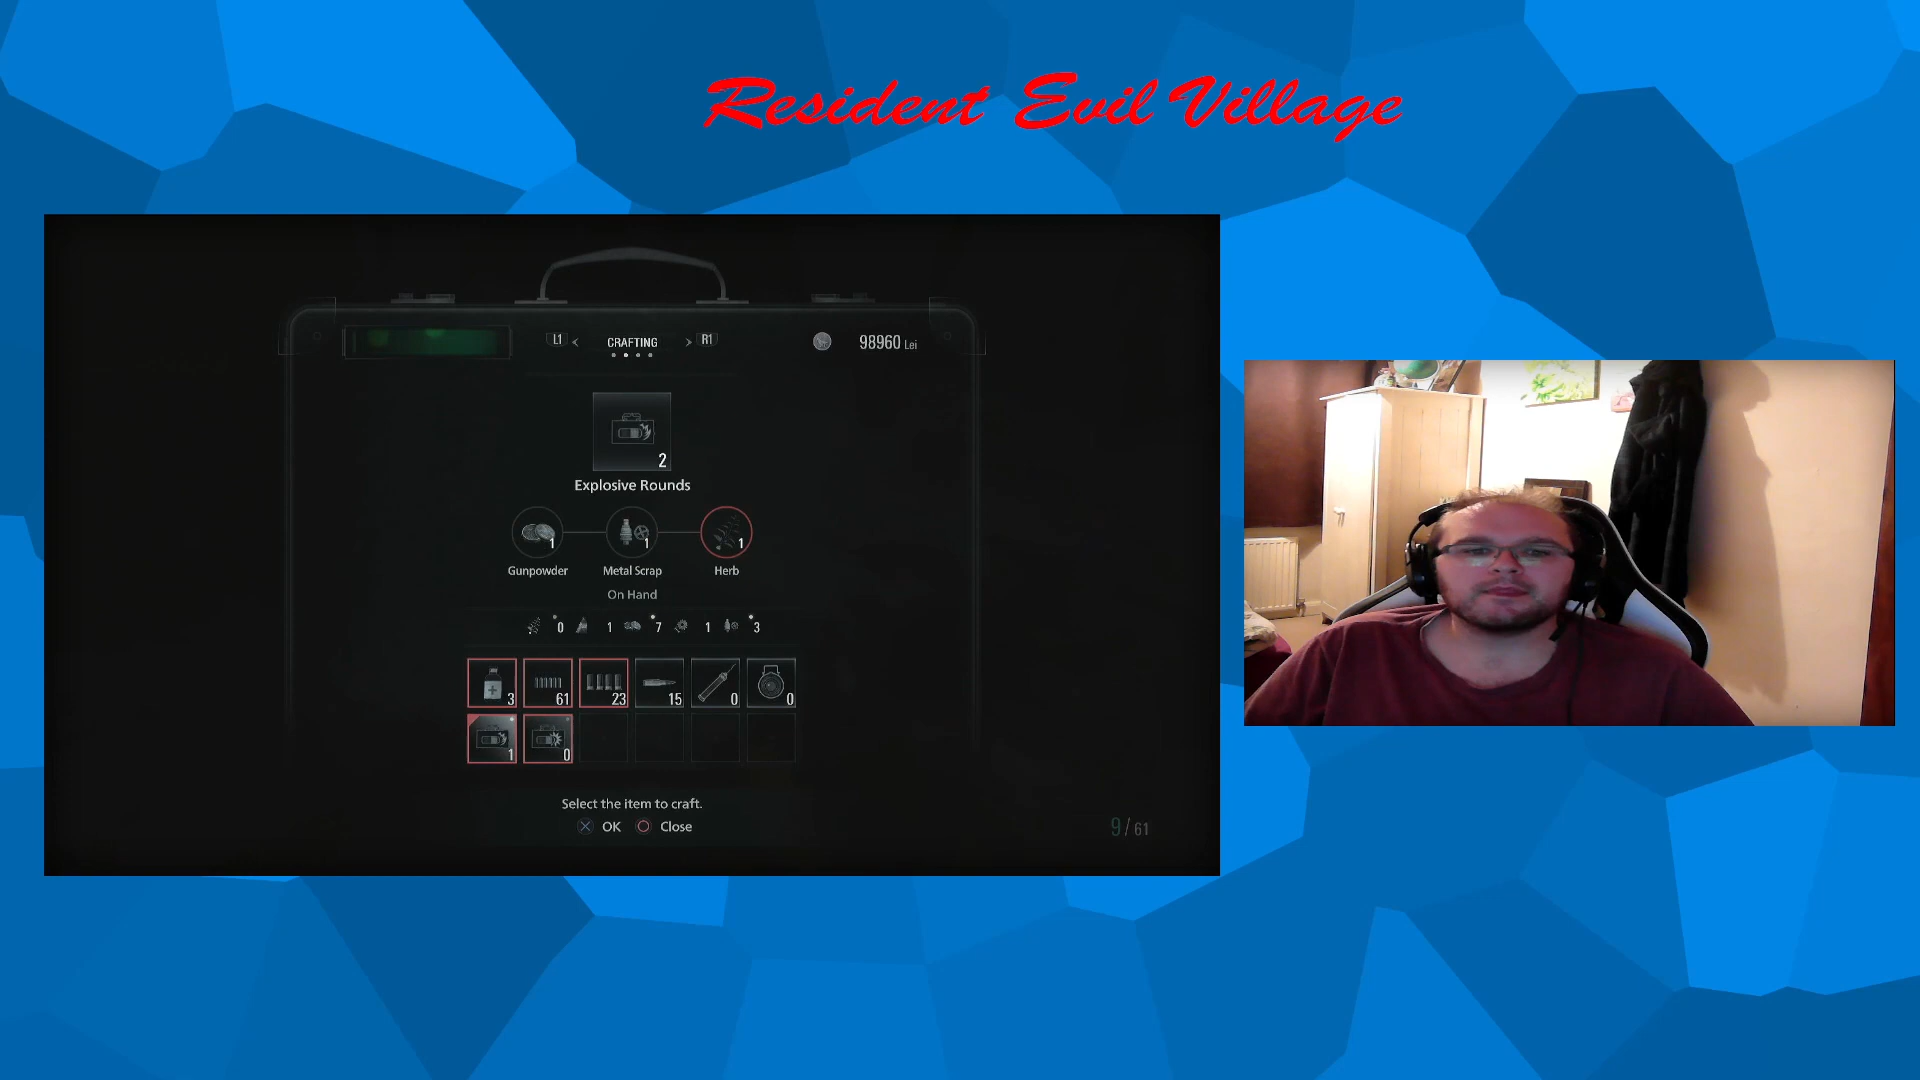 Resident Evil Village
L1 < CRAFTING > R1 98960 Lei
2
Explosive Rounds
1 1 1
Gunpowder Metal Scrap Herb
On Hand
0 1 7 1 3
3 61 23 15 0 0
1 0
Select the item to craft.
OK Close
9/61